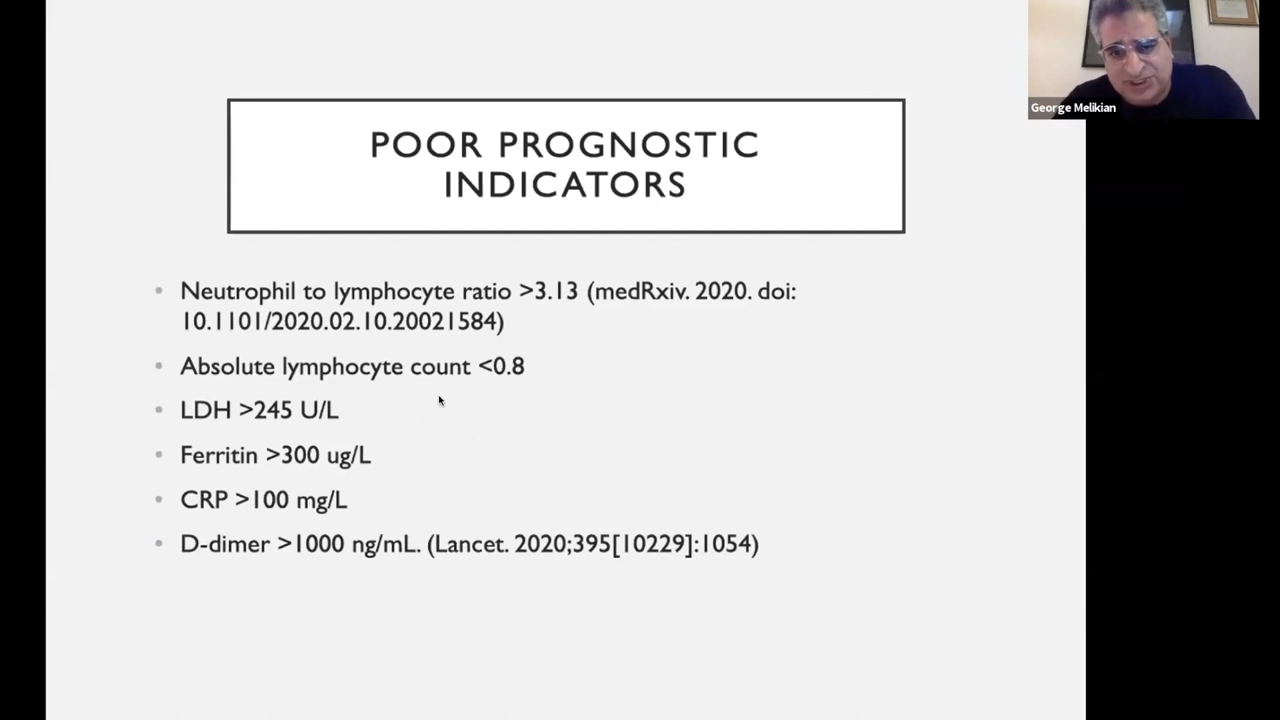 George Melikian
POOR PROGNOSTIC
INDICATORS
Neutrophil to lymphocyte ratio >3.13 (medRxiv. 2020. doi:
10.1101/2020.02.10.20021584)
Absolute lymphocyte count <0.8
LDH >245 U/L
Ferritin >300 ug/L
CRP >100 mg/L
D-dimer >1000 ng/mL. (Lancet. 2020;395[10229]:1054)